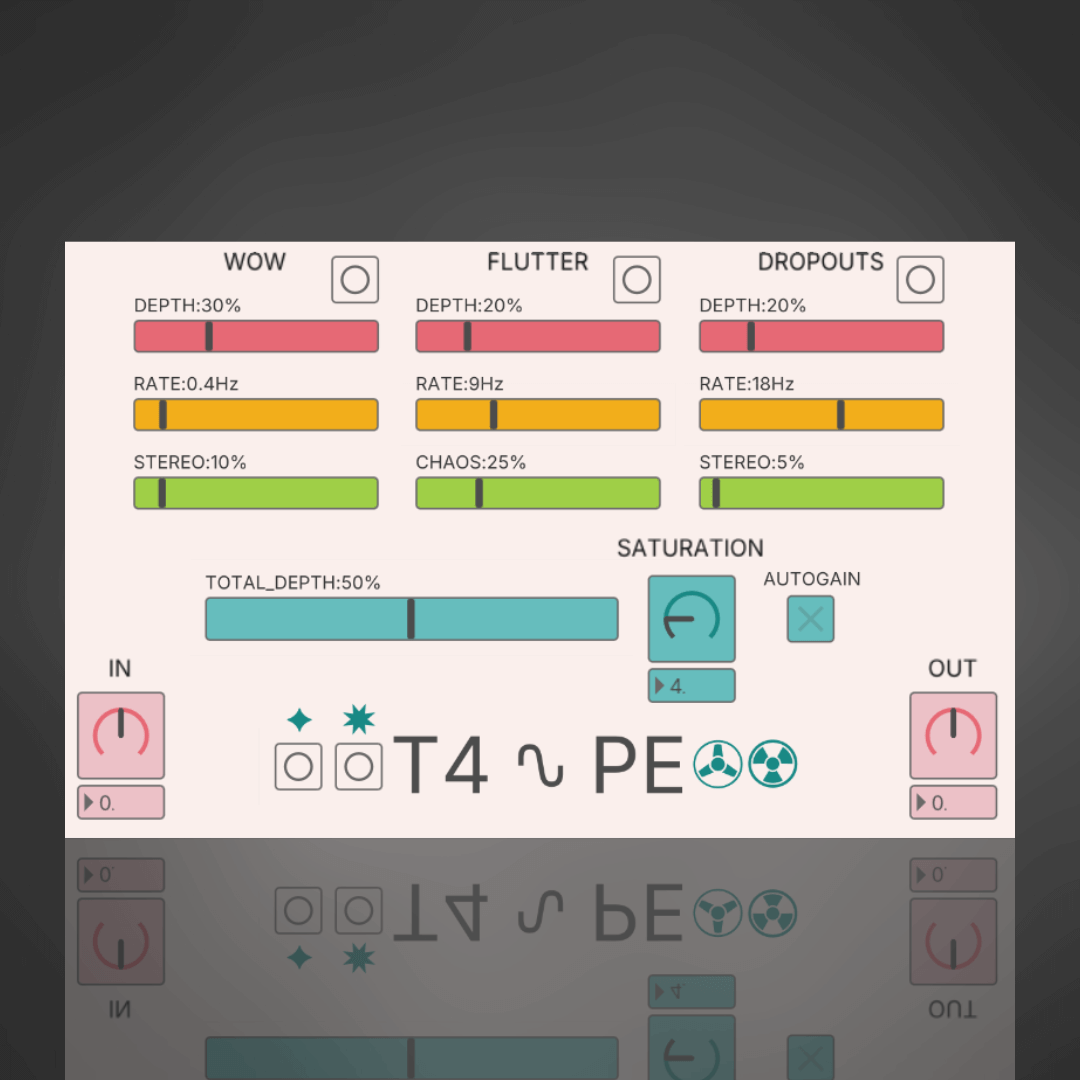 WOW FLUTTER DROPOUTS
DEPTH:30% DEPTH:20% DEPTH:20%
RATE:0.4Hz RATE:9Hz RATE:18Hz
STEREO:10% CHAOS:25% STEREO:5%
SATURATION
TOTAL_DEPTH:50% AUTOGAIN
IN OUT
4.
T4 ∿ PE
0. 0.